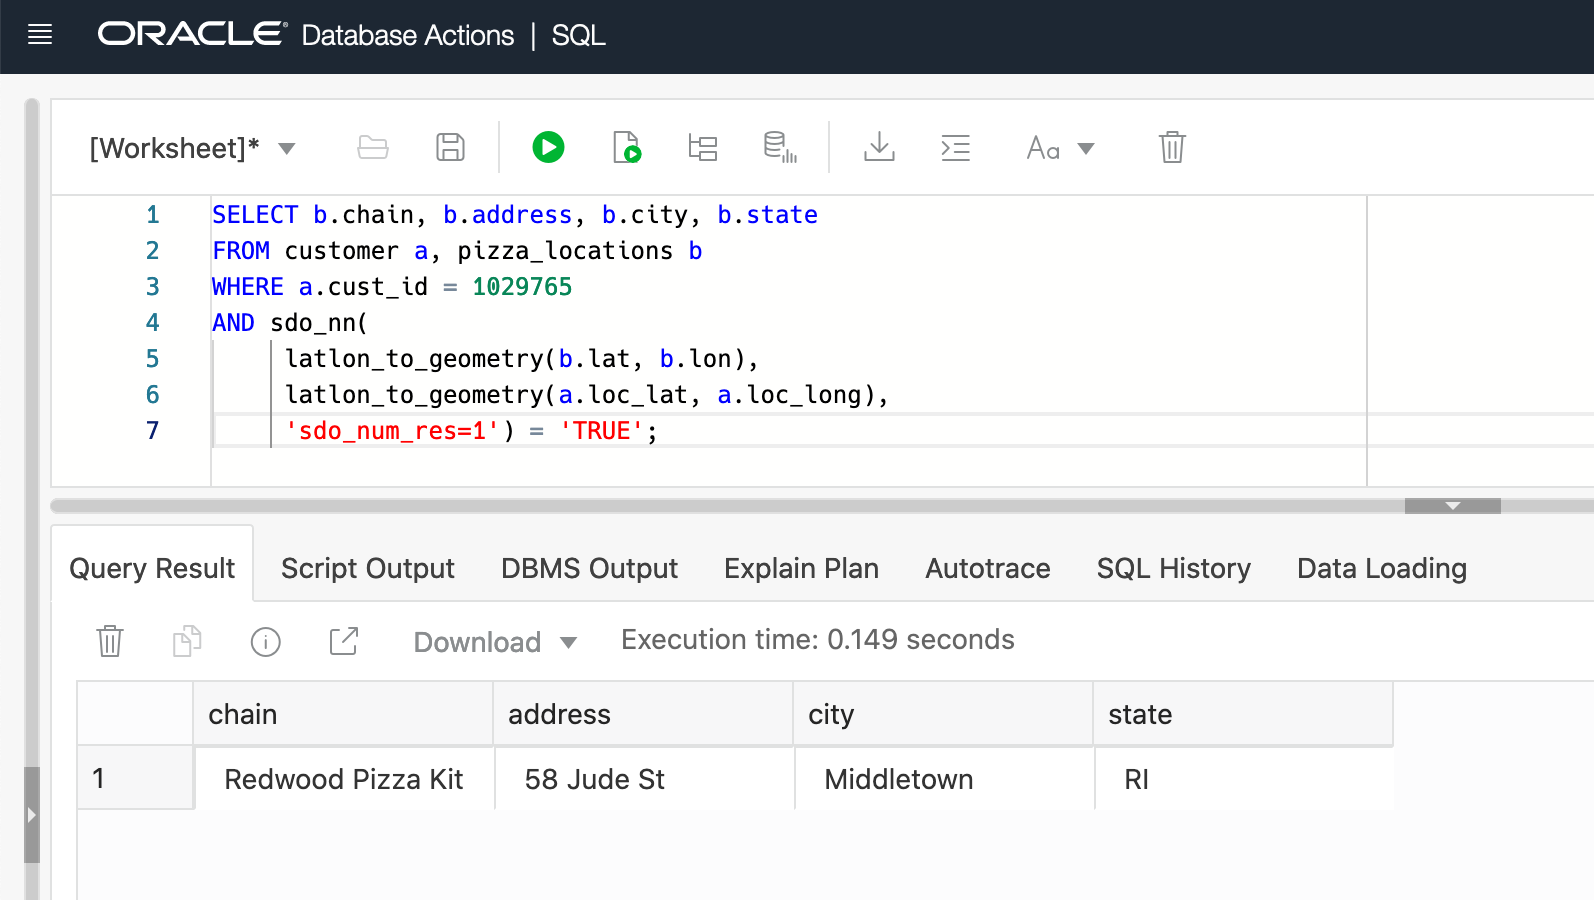 ORACLE® Database Actions | SQL
[Worksheet]* Aa
1 SELECT b.chain, b.address, b.city, b.state
2 FROM customer a, pizza_locations b
3 WHERE a.cust_id = 1029765
4 AND sdo_nn(
5 latlon_to_geometry(b.lat, b.lon),
6 latlon_to_geometry(a.loc_lat, a.loc_long),
7 'sdo_num_res=1') = 'TRUE';
Query Result Script Output DBMS Output Explain Plan Autotrace SQL History Data Loading
Download Execution time: 0.149 seconds
chain address city state
1 Redwood Pizza Kit 58 Jude St Middletown RI